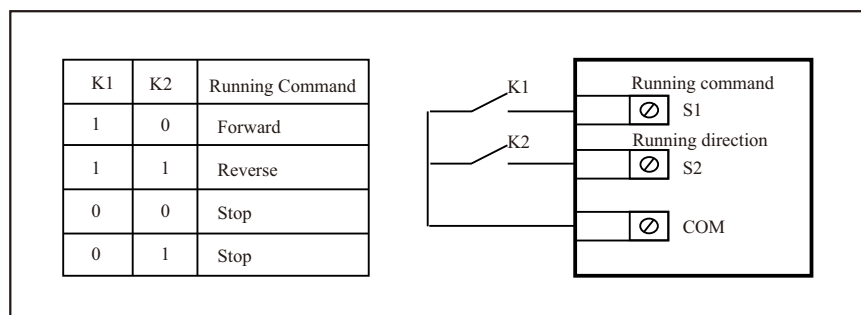 K1 K2 Running Command
1 0 Forward
1 1 Reverse
0 0 Stop
0 1 Stop
K1
Running command
S1
K2
Running direction
S2
COM